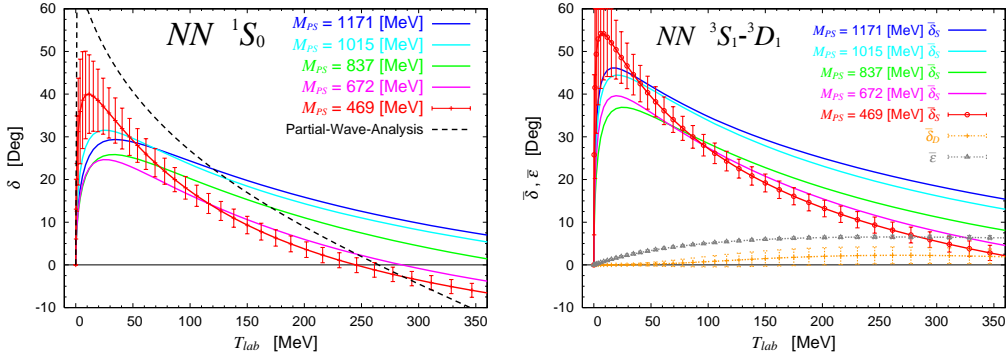 NN ¹S₀
M_PS = 1171 [MeV]
M_PS = 1015 [MeV]
M_PS = 837 [MeV]
M_PS = 672 [MeV]
M_PS = 469 [MeV]
Partial-Wave-Analysis
60
50
40
30
20
10
0
-10
δ [Deg]
0 50 100 150 200 250 300 350
T_lab [MeV]
NN ³S₁-³D₁
M_PS = 1171 [MeV] δ̅_S
M_PS = 1015 [MeV] δ̅_S
M_PS = 837 [MeV] δ̅_S
M_PS = 672 [MeV] δ̅_S
M_PS = 469 [MeV] δ̅_S
δ̅_D
ε̅
60
50
40
30
20
10
0
-10
δ̅ , ε̅ [Deg]
0 50 100 150 200 250 300 350
T_lab [MeV]